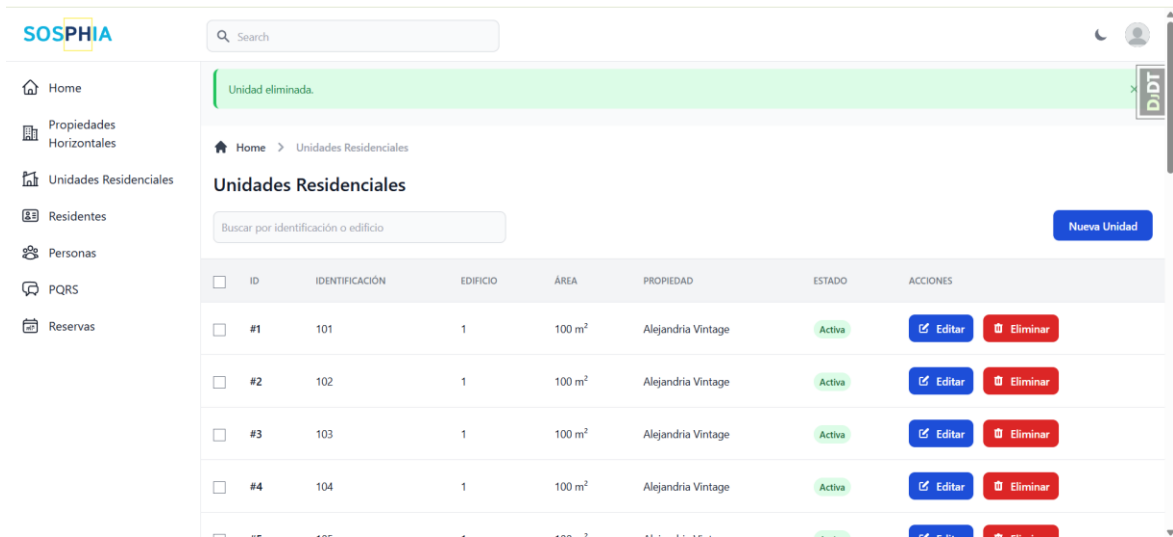 SOSPHIA
Search
Home
Propiedades
Horizontales
Unidades Residenciales
Residentes
Personas
PQRS
Reservas
Unidad eliminada. ×
DJDT
Home > Unidades Residenciales
Unidades Residenciales
Buscar por identificación o edificio
Nueva Unidad
ID IDENTIFICACIÓN EDIFICIO ÁREA PROPIEDAD ESTADO ACCIONES
#1 101 1 100 m² Alejandria Vintage Activa Editar Eliminar
#2 102 1 100 m² Alejandria Vintage Activa Editar Eliminar
#3 103 1 100 m² Alejandria Vintage Activa Editar Eliminar
#4 104 1 100 m² Alejandria Vintage Activa Editar Eliminar